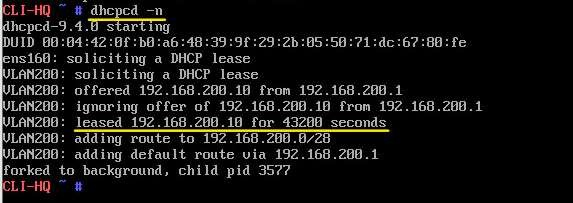 CLI-HQ ~ # dhcpcd -n
dhcpcd-9.4.0 starting
DUID 00:04:42:0f:b0:a6:48:39:9f:29:2b:05:50:71:dc:67:80:fe
ens160: soliciting a DHCP lease
VLAN200: soliciting a DHCP lease
VLAN200: offered 192.168.200.10 from 192.168.200.1
VLAN200: ignoring offer of 192.168.200.10 from 192.168.200.1
VLAN200: leased 192.168.200.10 for 43200 seconds
VLAN200: adding route to 192.168.200.0/28
VLAN200: adding default route via 192.168.200.1
forked to background, child pid 3577
CLI-HQ ~ #